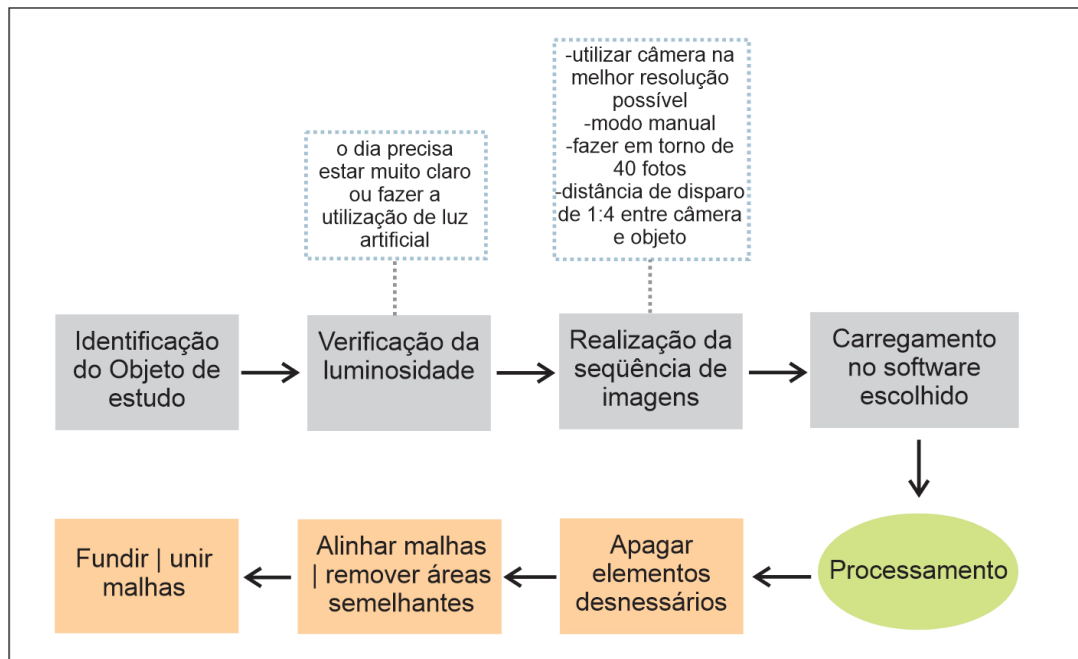 o dia precisa
estar muito claro
ou fazer a
utilização de luz
artificial
-utilizar câmera na
melhor resolução
possível
-modo manual
-fazer em torno de
40 fotos
-distância de disparo
de 1:4 entre câmera
e objeto
Identificação
do Objeto de
estudo
Verificação da
luminosidade
Realização da
seqüência de
imagens
Carregamento
no software
escolhido
Processamento
Apagar
elementos
desnessários
Alinhar malhas
| remover áreas
semelhantes
Fundir | unir
malhas